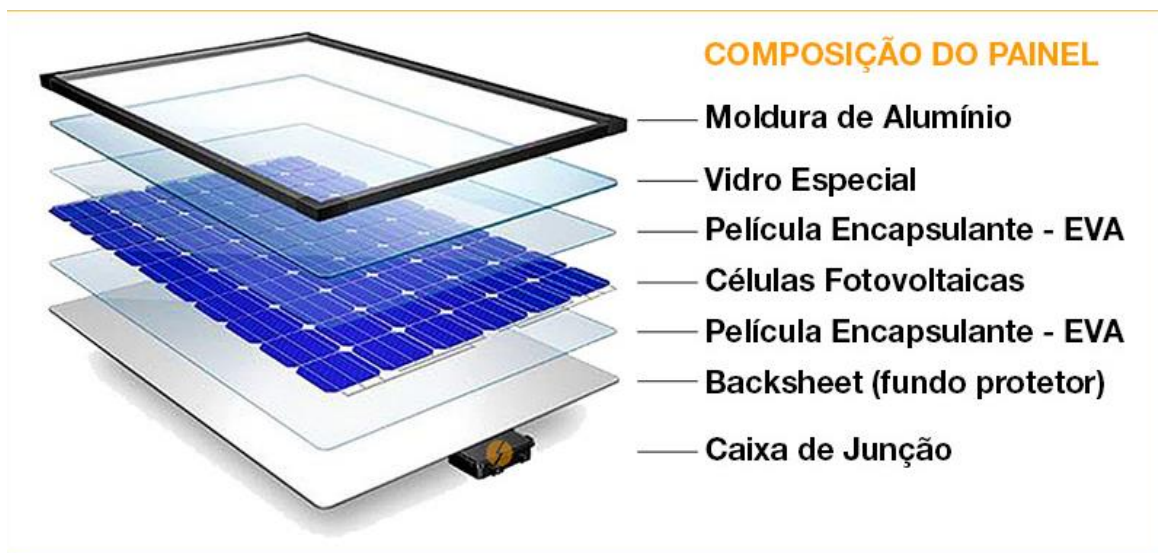 COMPOSIÇÃO DO PAINEL
Moldura de Alumínio
Vidro Especial
Película Encapsulante - EVA
Células Fotovoltaicas
Película Encapsulante - EVA
Backsheet (fundo protetor)
Caixa de Junção